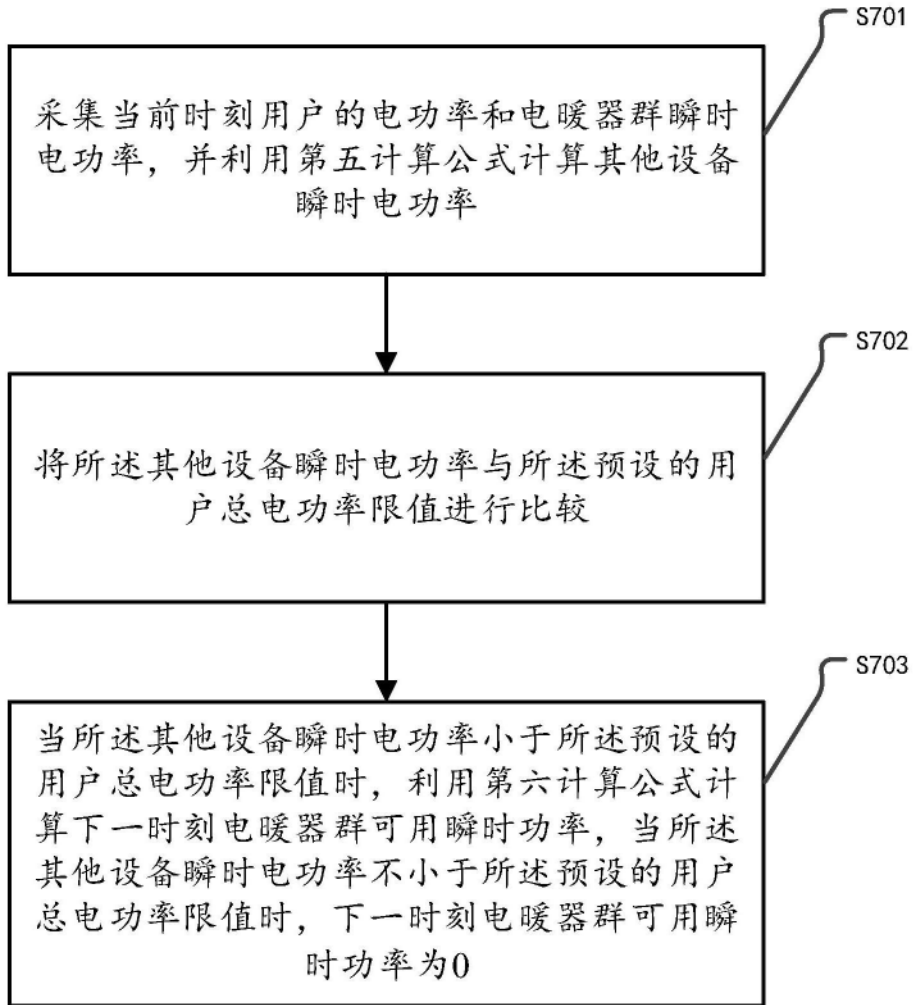 S701
采集当前时刻用户的电功率和电暖器群瞬时
电功率，并利用第五计算公式计算其他设备
瞬时电功率
S702
将所述其他设备瞬时电功率与所述预设的用
户总电功率限值进行比较
S703
当所述其他设备瞬时电功率小于所述预设的
用户总电功率限值时，利用第六计算公式计
算下一时刻电暖器群可用瞬时功率，当所述
其他设备瞬时电功率不小于所述预设的用户
总电功率限值时，下一时刻电暖器群可用瞬
时功率为0